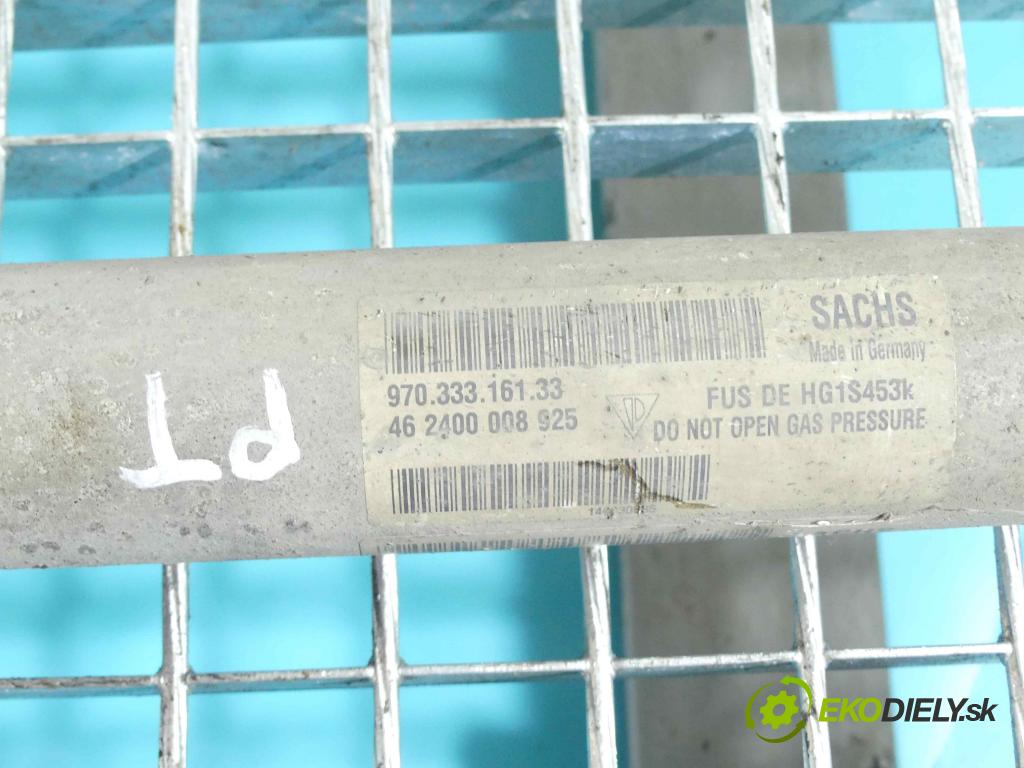 PT
SACHS
Made in Germany
970.333.161.33
FUS DE HG1S453k
46 2400 008 925
DO NOT OPEN GAS PRESSURE
EKODIELY.sk